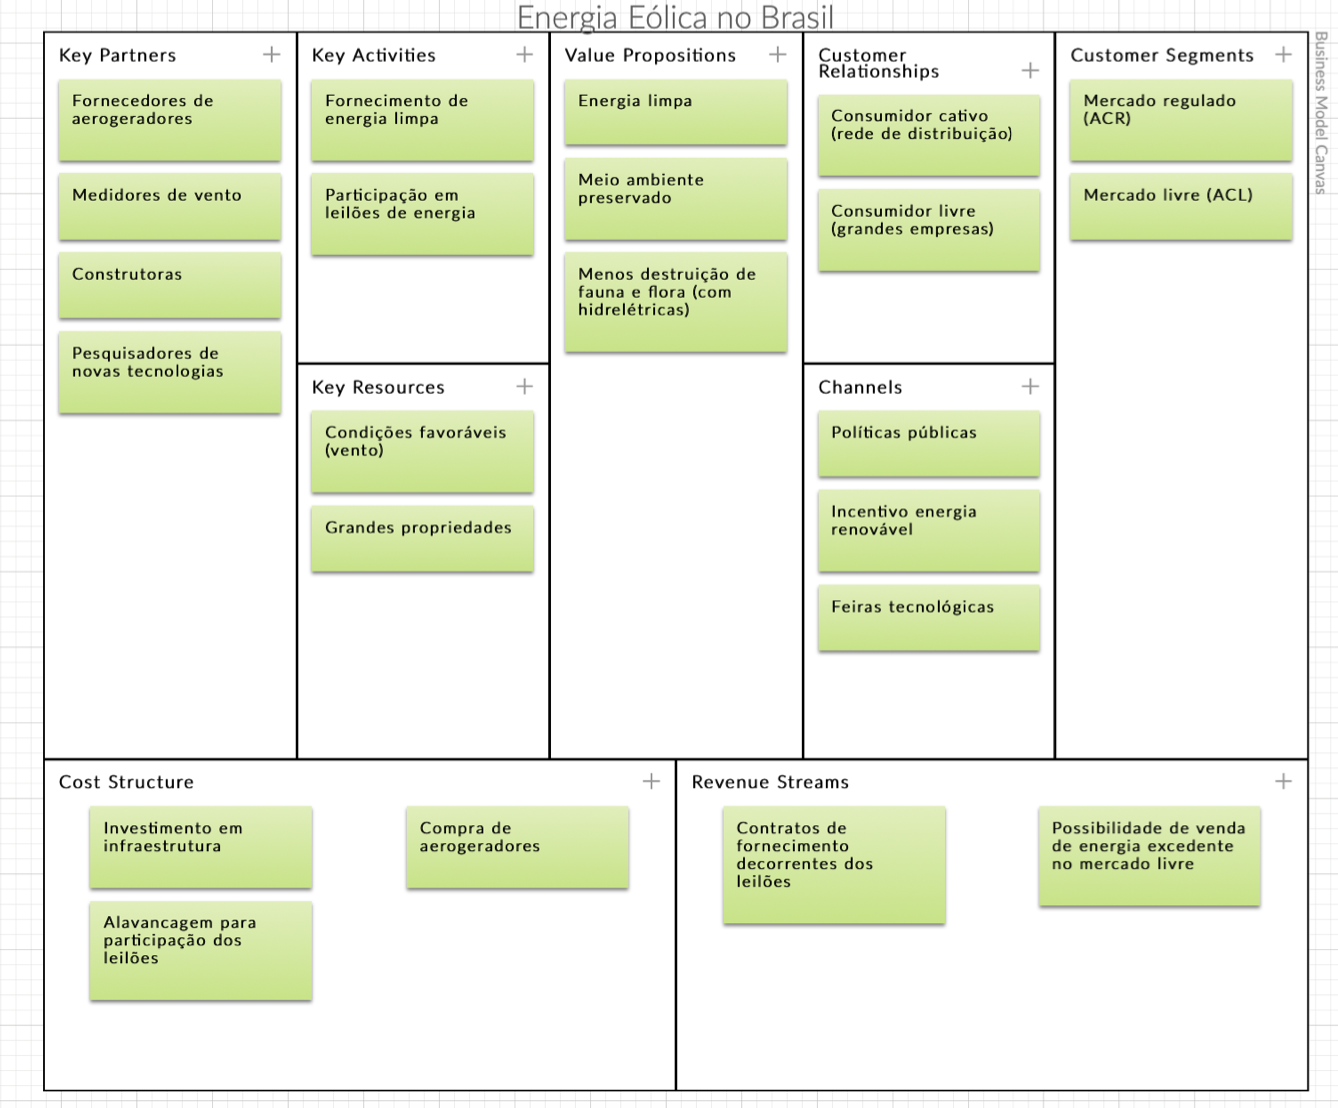 Energia Eólica no Brasil
Business Model Canvas
Key Partners
Fornecedores de
aerogeradores
Medidores de vento
Construtoras
Pesquisadores de
novas tecnologias
Key Activities
Fornecimento de
energia limpa
Participação em
leilões de energia
Key Resources
Condições favoráveis
(vento)
Grandes propriedades
Value Propositions
Energia limpa
Meio ambiente
preservado
Menos destruição de
fauna e flora (com
hidrelétricas)
Customer
Relationships
Consumidor cativo
(rede de distribuição)
Consumidor livre
(grandes empresas)
Channels
Políticas públicas
Incentivo energia
renovável
Feiras tecnológicas
Customer Segments
Mercado regulado
(ACR)
Mercado livre (ACL)
Cost Structure
Investimento em
infraestrutura
Alavancagem para
participação dos
leilões
Compra de
aerogeradores
Revenue Streams
Contratos de
fornecimento
decorrentes dos
leilões
Possibilidade de venda
de energia excedente
no mercado livre